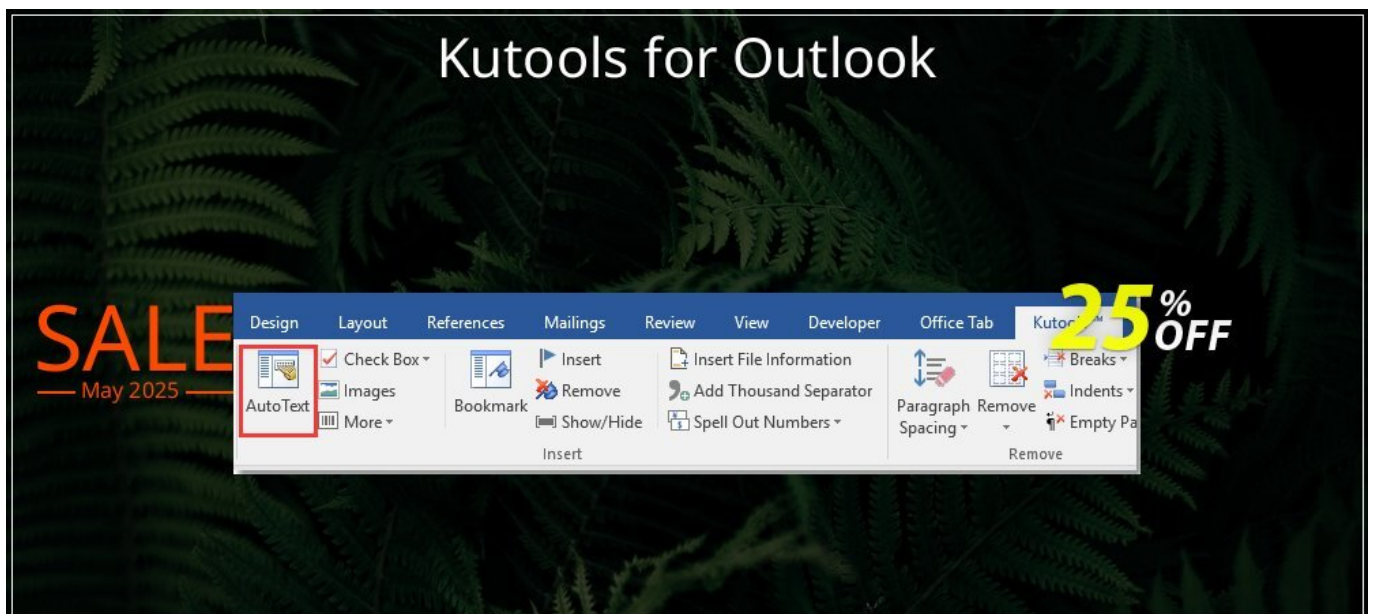 Kutools for Outlook
SALE
May 2025
25 % OFF
Design Layout References Mailings Review View Developer Office Tab
AutoText
Check Box
Images
More
Bookmark
Insert
Remove
Show/Hide
Insert File Information
Add Thousand Separator
Spell Out Numbers
Insert
Paragraph Spacing
Remove
Breaks
Indents
Empty Pa
Remove